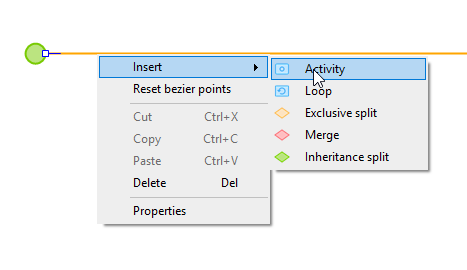 Insert
Reset bezier points
Cut Ctrl+X
Copy Ctrl+C
Paste Ctrl+V
Delete Del
Properties
Activity
Loop
Exclusive split
Merge
Inheritance split